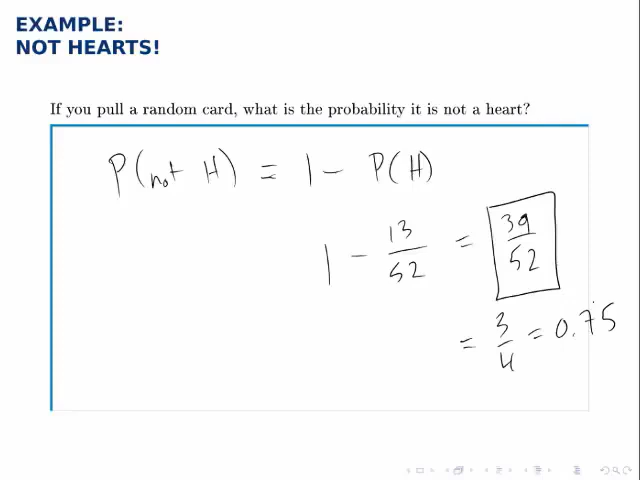 EXAMPLE:
NOT HEARTS!
If you pull a random card, what is the probability it is not a heart?
P(not H) = 1 - P(H)
1 - 13/52 = 39/52
= 3/4 = 0.75